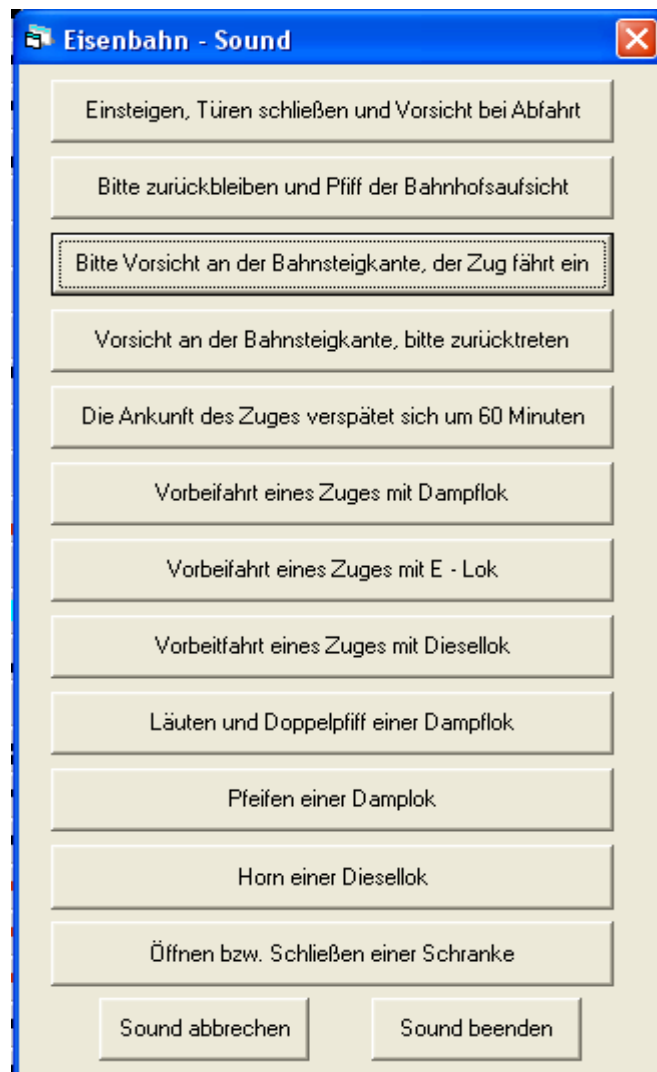 Eisenbahn - Sound
Einsteigen, Türen schließen und Vorsicht bei Abfahrt
Bitte zurückbleiben und Pfiff der Bahnhofsaufsicht
Bitte Vorsicht an der Bahnsteigkante, der Zug fährt ein
Vorsicht an der Bahnsteigkante, bitte zurücktreten
Die Ankunft des Zuges verspätet sich um 60 Minuten
Vorbeifahrt eines Zuges mit Dampflok
Vorbeifahrt eines Zuges mit E - Lok
Vorbeitfahrt eines Zuges mit Diesellok
Läuten und Doppelpfiff einer Dampflok
Pfeifen einer Damplok
Horn einer Diesellok
Öffnen bzw. Schließen einer Schranke
Sound abbrechen
Sound beenden